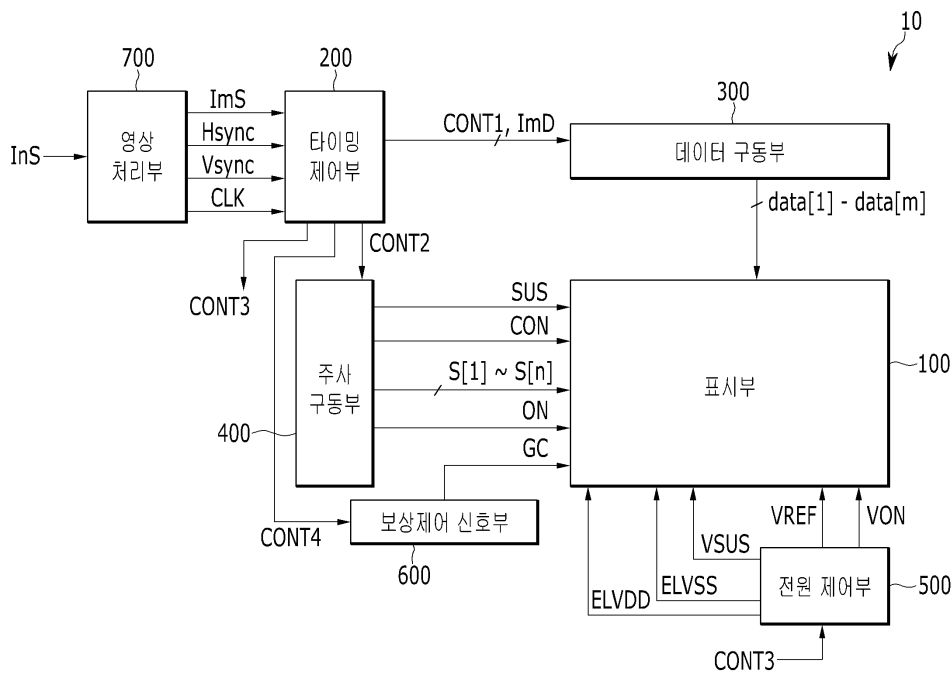 10
700
200
300
InS
영상
처리부
ImS
Hsync
Vsync
CLK
타이밍
제어부
CONT1, ImD
데이터 구동부
data[1] - data[m]
CONT2
CONT3
SUS
CON
S[1] ~ S[n]
ON
GC
주사
구동부
400
표시부
100
CONT4
보상제어 신호부
600
VREF
VON
VSUS
ELVSS
ELVDD
전원 제어부
500
CONT3